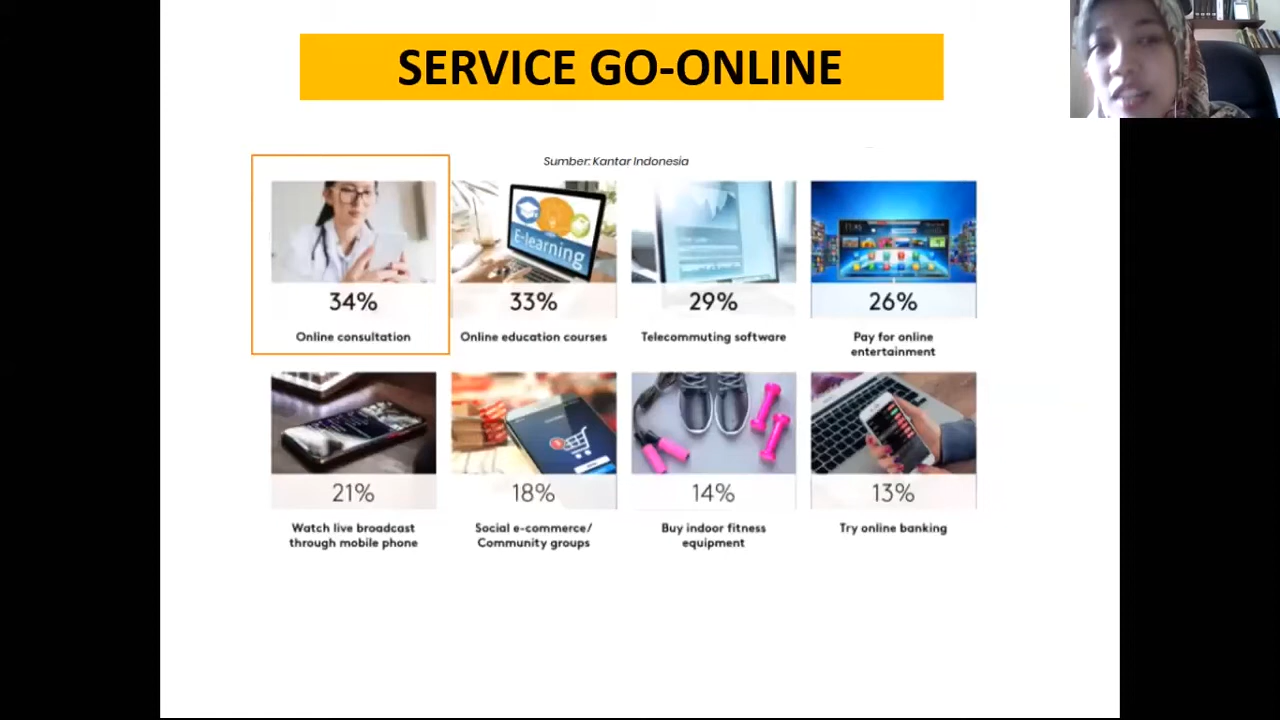 SERVICE GO-ONLINE
Sumber: Kantar Indonesia
E-learning
34%
33%
29%
26%
Online consultation
Online education courses
Telecommuting software
Pay for online
entertainment
21%
18%
14%
13%
Watch live broadcast
through mobile phone
Social e-commerce/
Community groups
Buy indoor fitness
equipment
Try online banking